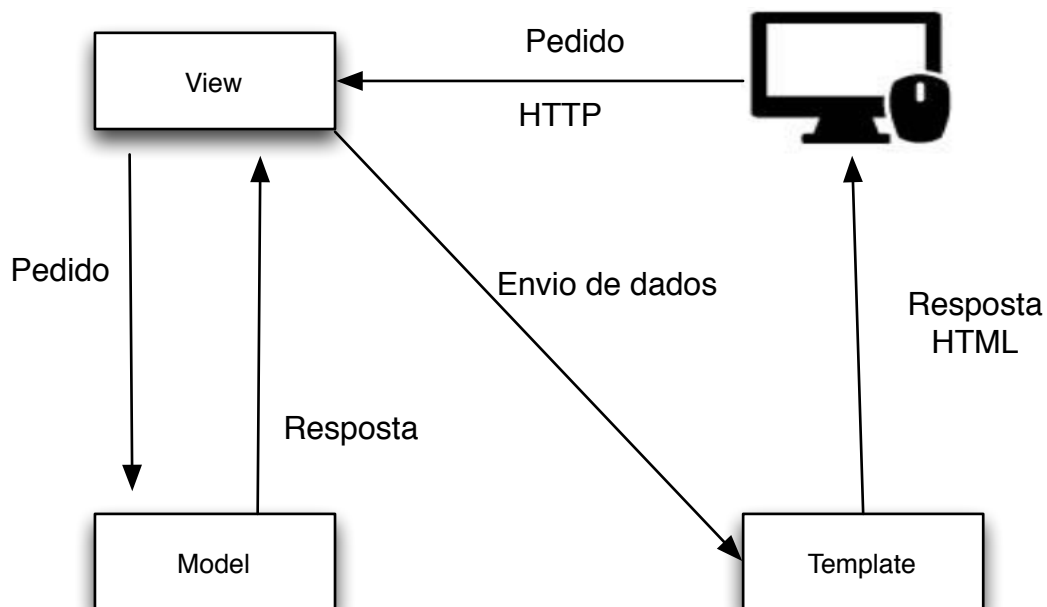 Pedido
View
HTTP
Pedido
Envio de dados
Resposta
HTML
Resposta
Model
Template